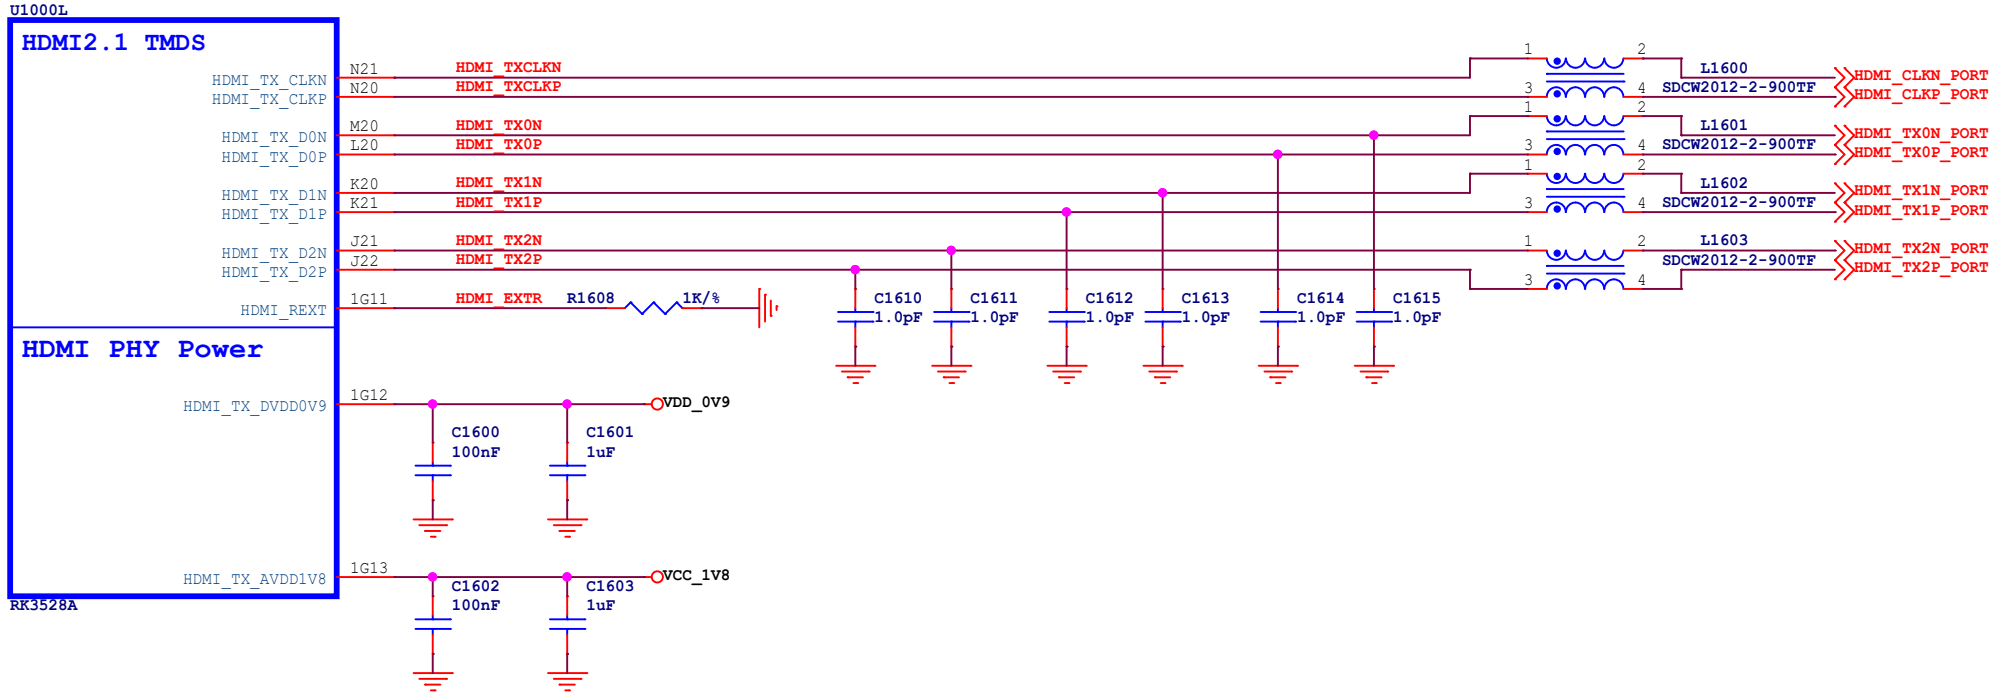 U1000L
HDMI2.1 TMDS
HDMI_TX_CLKN N21 HDMI_TXCLKN
HDMI_TX_CLKP N20 HDMI_TXCLKP
HDMI_TX_D0N M20 HDMI_TX0N
HDMI_TX_D0P L20 HDMI_TX0P
HDMI_TX_D1N K20 HDMI_TX1N
HDMI_TX_D1P K21 HDMI_TX1P
HDMI_TX_D2N J21 HDMI_TX2N
HDMI_TX_D2P J22 HDMI_TX2P
HDMI_REXT 1G11 HDMI_EXTR R1608 1K/%
1 2
L1600 HDMI_CLKN_PORT
3 4 SDCW2012-2-900TF HDMI_CLKP_PORT
1 2
L1601 HDMI_TX0N_PORT
3 4 SDCW2012-2-900TF HDMI_TX0P_PORT
1 2
L1602 HDMI_TX1N_PORT
3 4 SDCW2012-2-900TF HDMI_TX1P_PORT
1 2 L1603 HDMI_TX2N_PORT
SDCW2012-2-900TF HDMI_TX2P_PORT
3 4
C1610 C1611 C1612 C1613 C1614 C1615
1.0pF 1.0pF 1.0pF 1.0pF 1.0pF 1.0pF
HDMI PHY Power
HDMI_TX_DVDD0V9 1G12 VDD_0V9
C1600 C1601
100nF 1uF
HDMI_TX_AVDD1V8 1G13 VCC_1V8
C1602 C1603
100nF 1uF
RK3528A